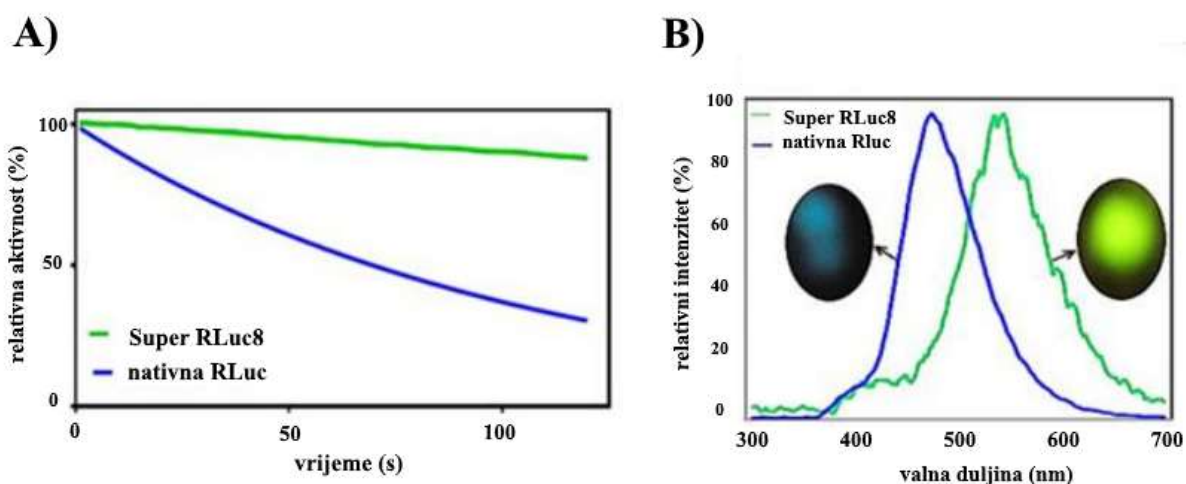 A)
relativna aktivnost (%)
100
50
0
Super RLuc8
nativna RLuc
0
50
100
vrijeme (s)
B)
relativni intenzitet (%)
100
80
60
40
20
0
Super RLuc8
nativna Rluc
300
400
500
600
700
valna duljina (nm)